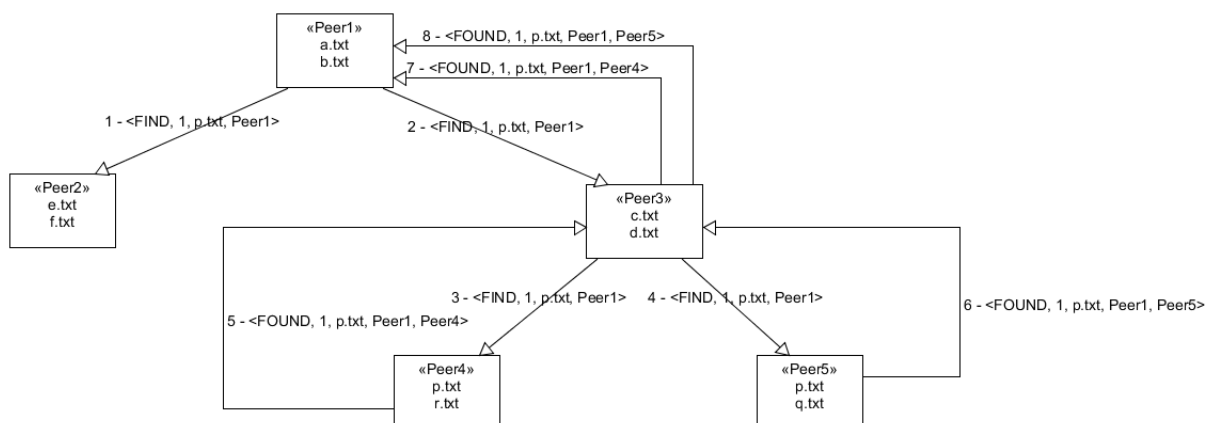 «Peer1»
a.txt
b.txt
8 - <FOUND, 1, p.txt, Peer1, Peer5>
7 - <FOUND, 1, p.txt, Peer1, Peer4>
1 - <FIND, 1, p.txt, Peer1>
2 - <FIND, 1, p.txt, Peer1>
«Peer2»
e.txt
f.txt
«Peer3»
c.txt
d.txt
3 - <FIND, 1, p.txt, Peer1>
4 - <FIND, 1, p.txt, Peer1>
5 - <FOUND, 1, p.txt, Peer1, Peer4>
6 - <FOUND, 1, p.txt, Peer1, Peer5>
«Peer4»
p.txt
r.txt
«Peer5»
p.txt
q.txt